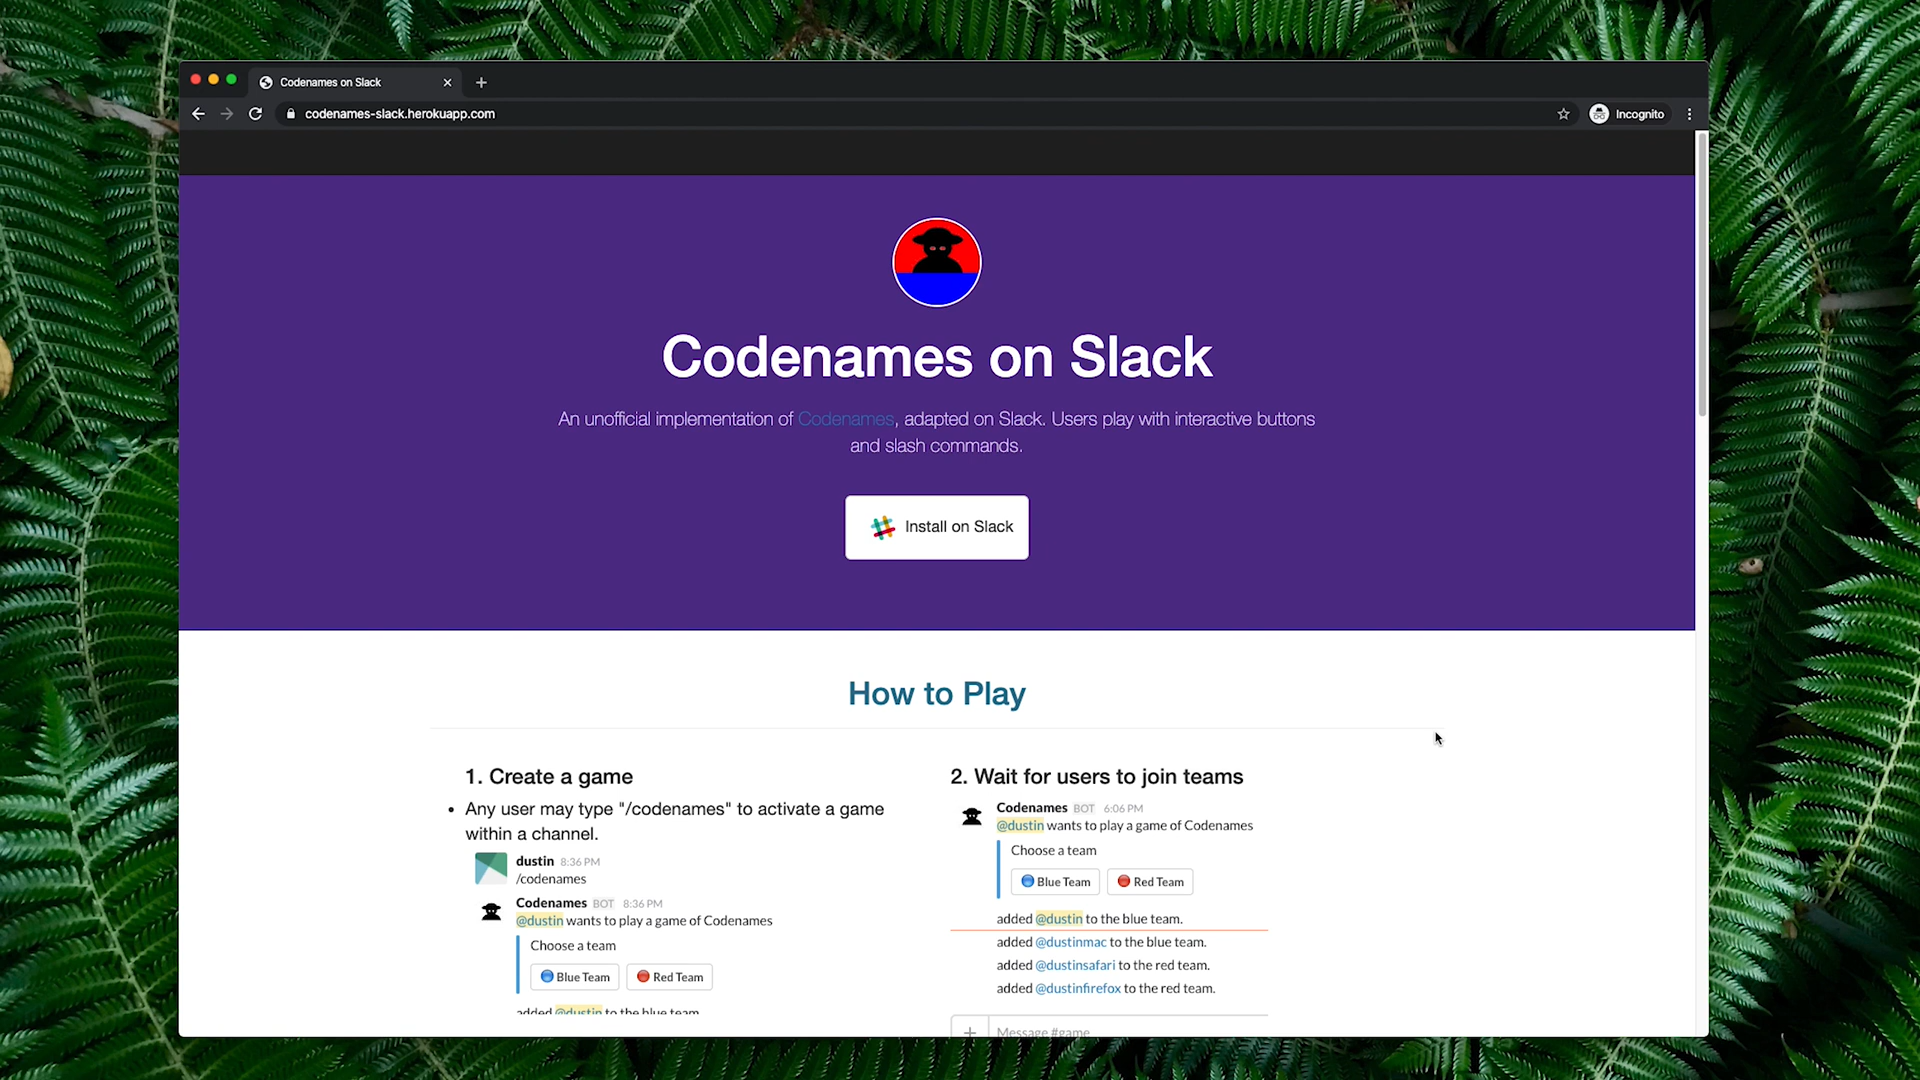 Codenames on Slack
codenames-slack.herokuapp.com
Incognito
Codenames on Slack
An unofficial implementation of Codenames, adapted on Slack. Users play with interactive buttons
and slash commands.
Install on Slack
How to Play
1. Create a game
• Any user may type "/codenames" to activate a game
within a channel.
dustin 8:36 PM
/codenames
Codenames BOT 8:36 PM
@dustin wants to play a game of Codenames
Choose a team
Blue Team Red Team
added @dustin to the blue team.
2. Wait for users to join teams
Codenames BOT 6:06 PM
@dustin wants to play a game of Codenames
Choose a team
Blue Team Red Team
added @dustin to the blue team.
added @dustinmac to the blue team.
added @dustinsafari to the red team.
added @dustinfirefox to the red team.
Message #game